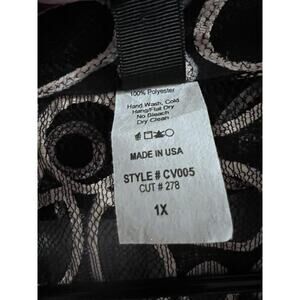 100% Polyester
Hand Wash, Cold
Hang/Flat Dry
No Bleach
Dry Clean
MADE IN USA
STYLE # CV005
CUT # 278
1X